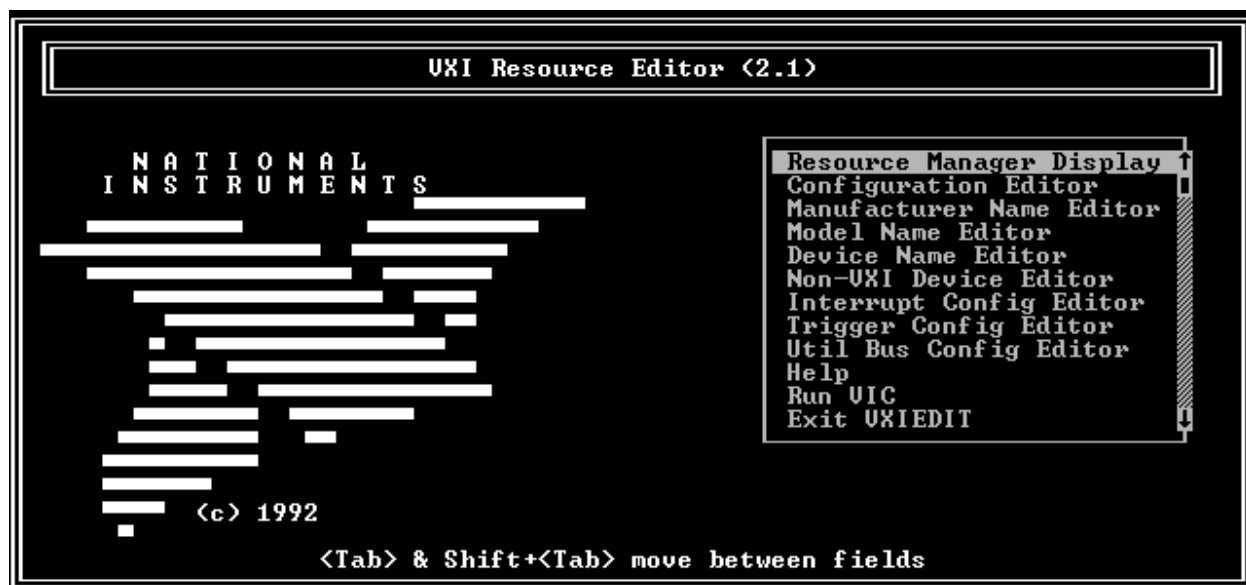 VXI Resource Editor (2.1)
N A T I O N A L
I N S T R U M E N T S
(c) 1992
Resource Manager Display
Configuration Editor
Manufacturer Name Editor
Model Name Editor
Device Name Editor
Non-VXI Device Editor
Interrupt Config Editor
Trigger Config Editor
Util Bus Config Editor
Help
Run VIC
Exit VXIEDIT
<Tab> & Shift+<Tab> move between fields